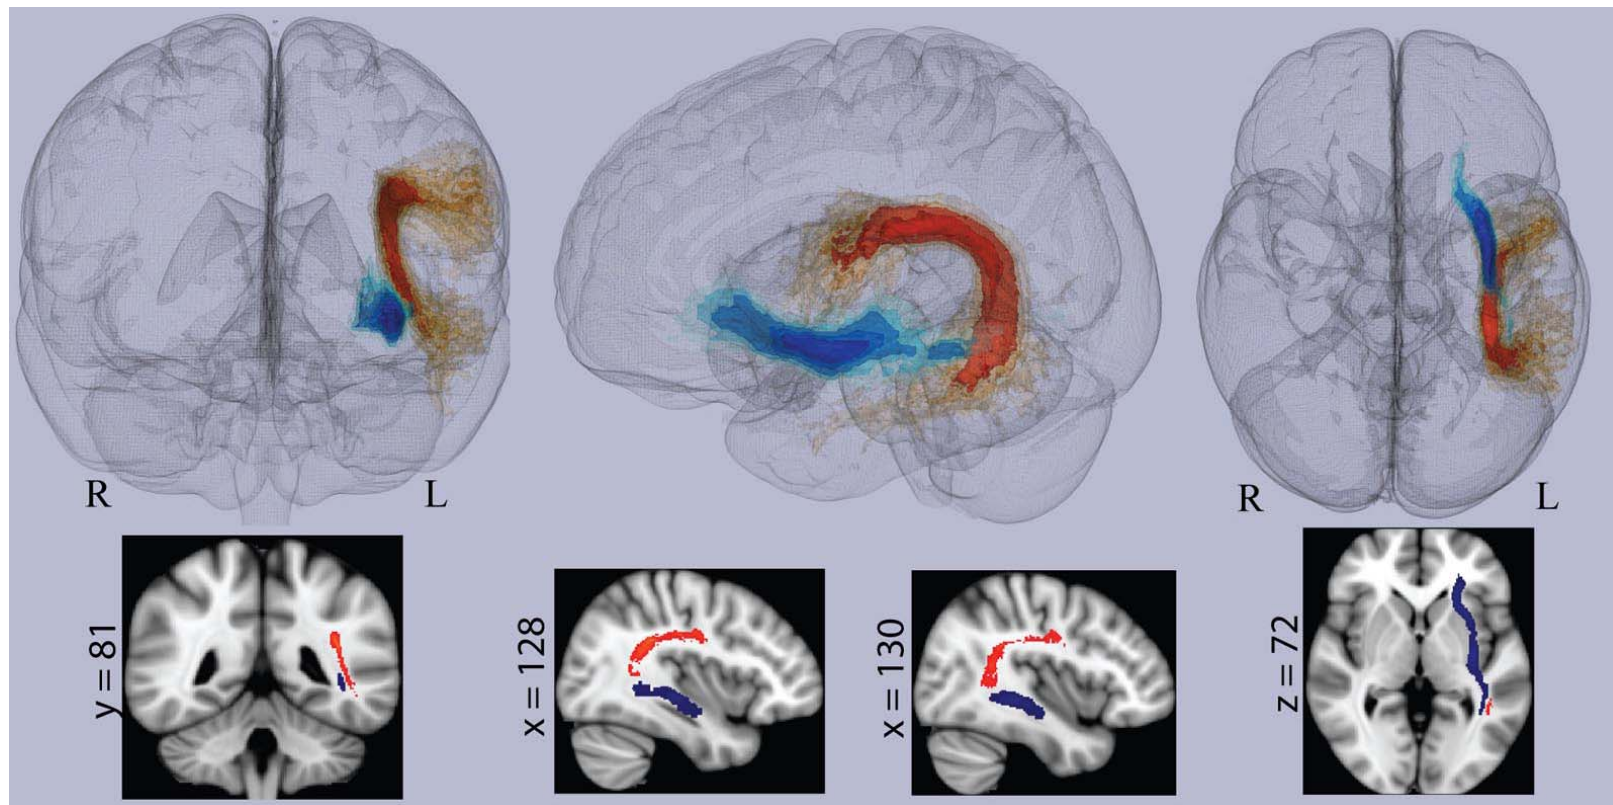 R
L
R
L
y = 81
x = 128
x = 130
z = 72